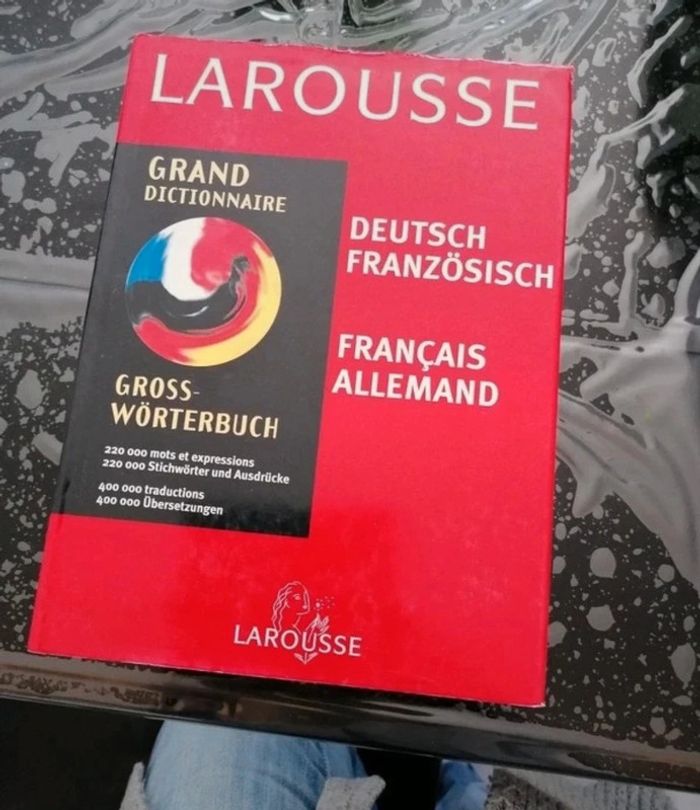 LAROUSSE
GRAND
DICTIONNAIRE
GROSS-
WÖRTERBUCH
220 000 mots et expressions
220 000 Stichwörter und Ausdrücke
400 000 traductions
400 000 Übersetzungen
DEUTSCH
FRANZÖSISCH
FRANÇAIS
ALLEMAND
LAROUSSE